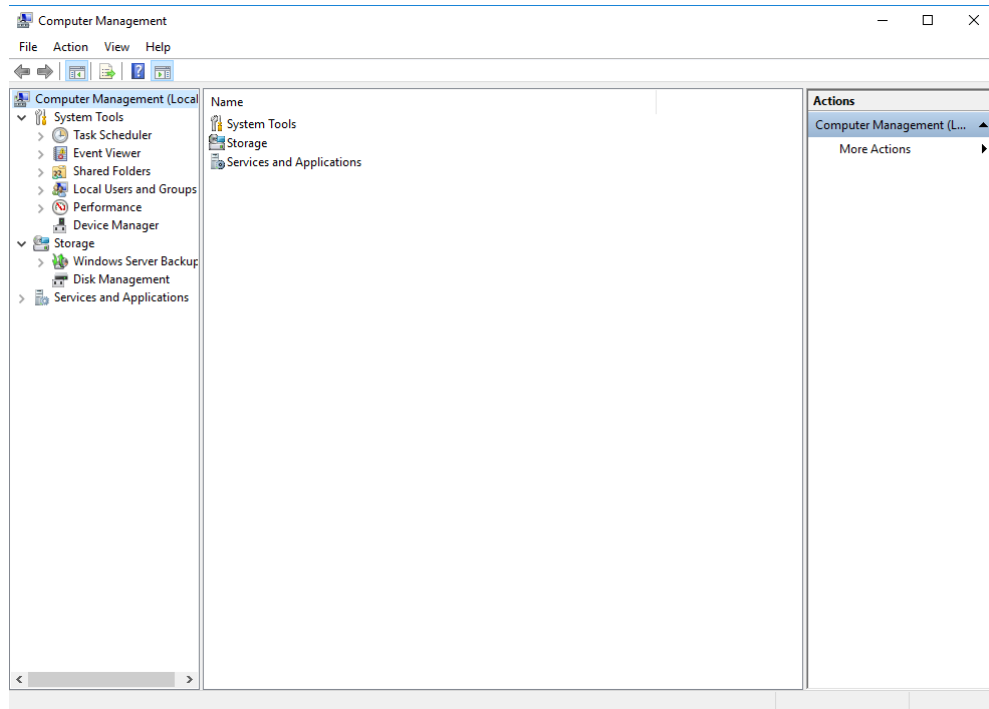 Computer Management
File Action View Help
Computer Management (Local
System Tools
Task Scheduler
Event Viewer
Shared Folders
Local Users and Groups
Performance
Device Manager
Storage
Windows Server Backup
Disk Management
Services and Applications
Name
System Tools
Storage
Services and Applications
Actions
Computer Management (L...
More Actions